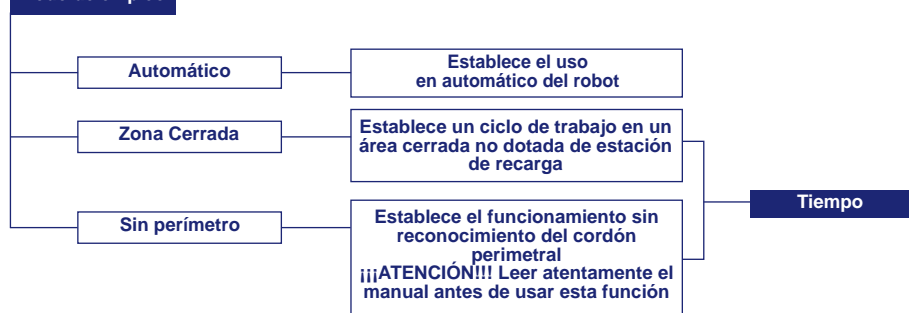 Automático
Establece el uso
en automático del robot
Zona Cerrada
Establece un ciclo de trabajo en un
área cerrada no dotada de estación
de recarga
Tiempo
Sin perímetro
Establece el funcionamiento sin
reconocimiento del cordón
perimetral
¡¡¡ATENCIÓN!!! Leer atentamente el
manual antes de usar esta función